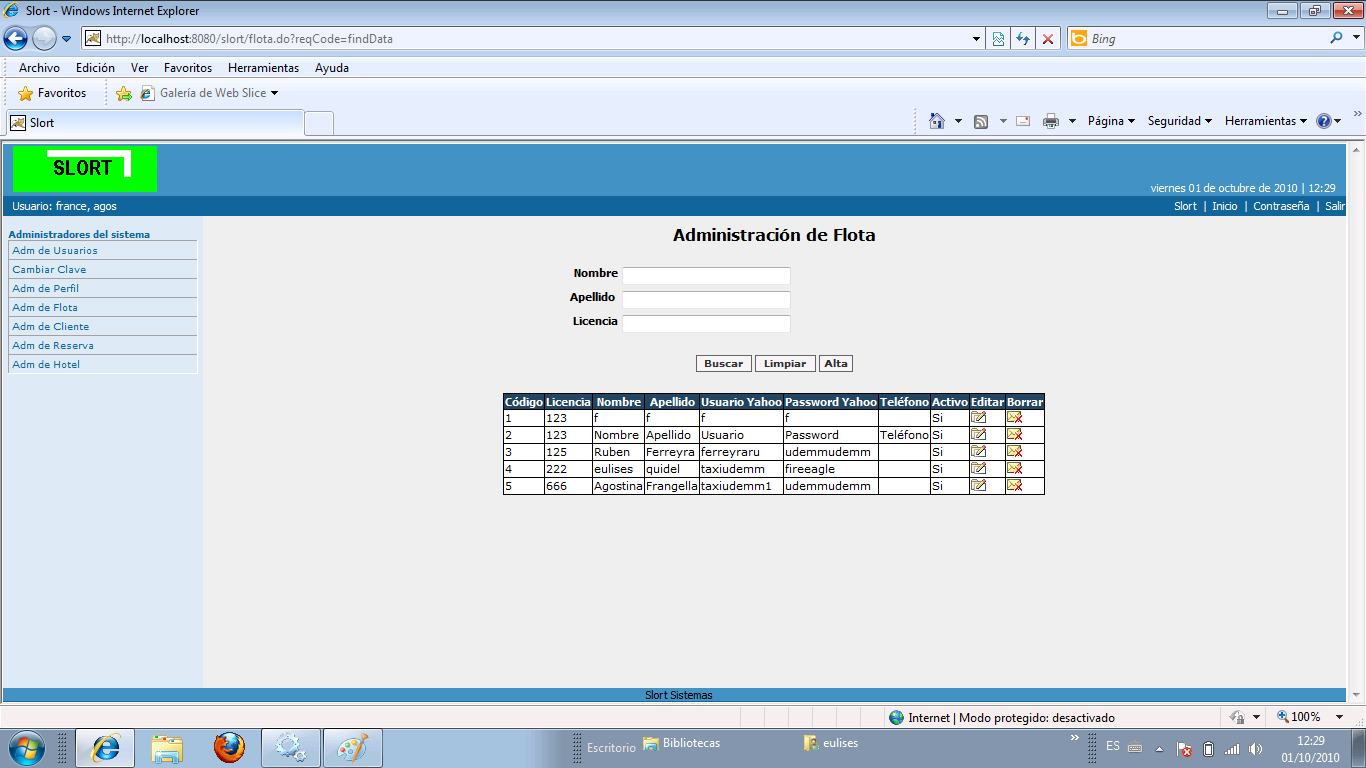 Slort - Windows Internet Explorer
http://localhost:8080/slort/flota.do?reqCode=findData
Bing
Archivo Edición Ver Favoritos Herramientas Ayuda
Favoritos Galería de Web Slice
Slort
Página Seguridad Herramientas
SLORT
viernes 01 de octubre de 2010 | 12:29
Usuario: france, agos
Slort | Inicio | Contraseña | Salir
Administradores del sistema
Adm de Usuarios
Cambiar Clave
Adm de Perfil
Adm de Flota
Adm de Cliente
Adm de Reserva
Adm de Hotel
Administración de Flota
Nombre
Apellido
Licencia
Buscar Limpiar Alta
Código Licencia Nombre Apellido Usuario Yahoo Password Yahoo Teléfono Activo Editar Borrar
1 123 f f f f Si
2 123 Nombre Apellido Usuario Password Teléfono Si
3 125 Ruben Ferreyra ferreyraru udemmudemm Si
4 222 eulises quidel taxiudemm fireeagle Si
5 666 Agostina Frangella taxiudemm1 udemmudemm Si
Slort Sistemas
Internet | Modo protegido: desactivado
100%
Escritorio Bibliotecas eulises
ES
12:29
01/10/2010